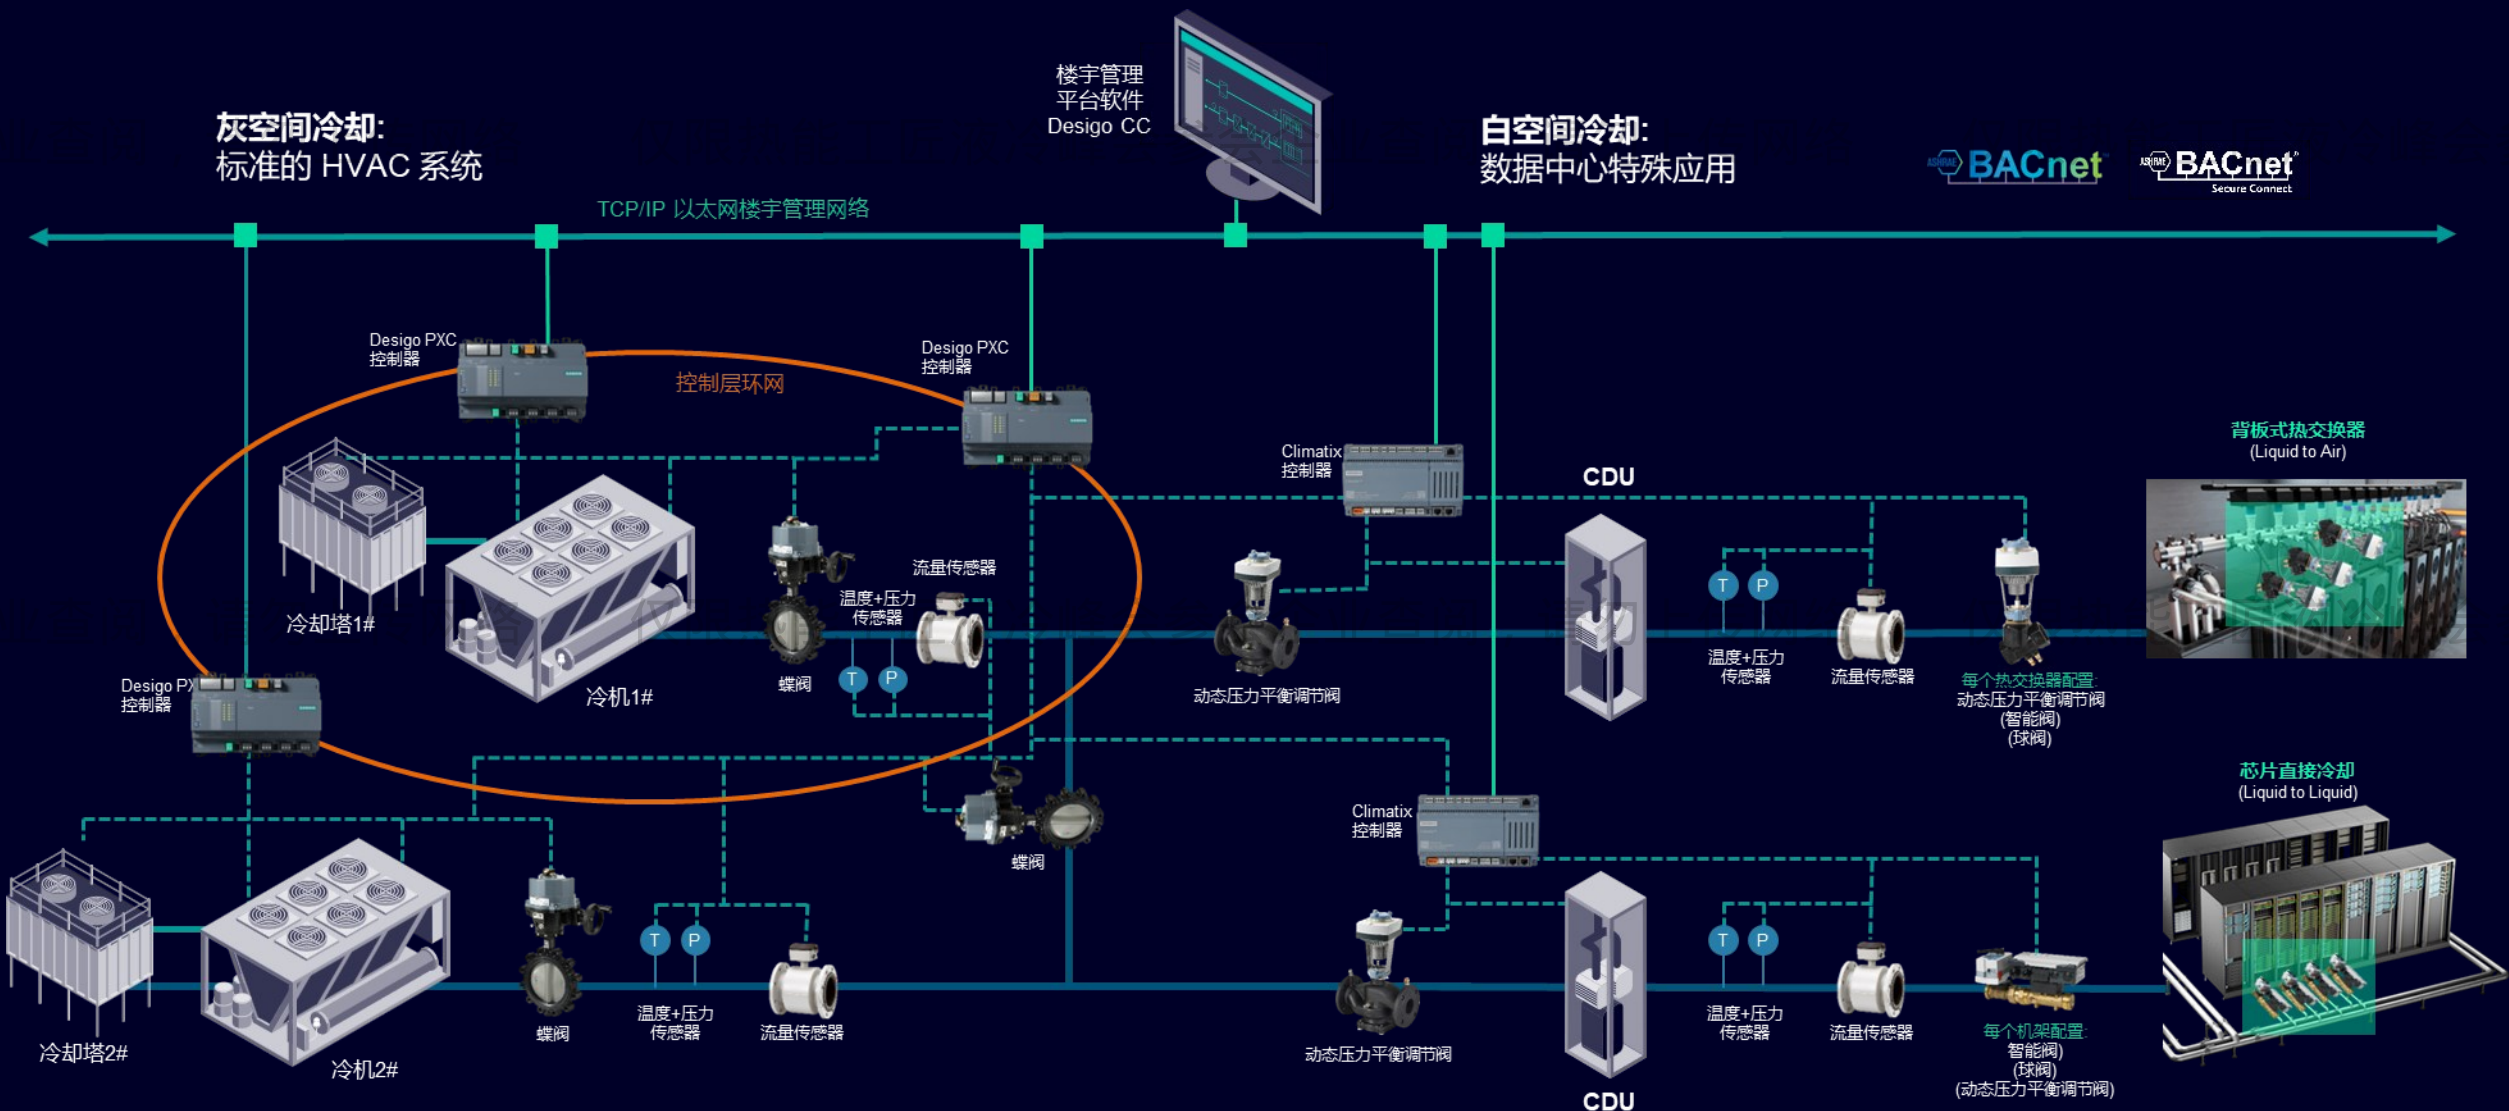 楼宇管理
平台软件
Desigo CC
灰空间冷却:
标准的 HVAC 系统
白空间冷却:
数据中心特殊应用
ASHRAE BACnet™
ASHRAE BACnet
Secure Connect
TCP/IP 以太网楼宇管理网络
Desigo PXC
控制器
Desigo PXC
控制器
控制层环网
Climatix
控制器
CDU
背板式热交换器
(Liquid to Air)
冷却塔1#
冷机1#
蝶阀
温度+压力
传感器
T
P
流量传感器
动态压力平衡调节阀
T
P
温度+压力
传感器
流量传感器
每个热交换器配置:
动态压力平衡调节阀
(智能阀)
(球阀)
Desigo PX
控制器
蝶阀
Climatix
控制器
芯片直接冷却
(Liquid to Liquid)
冷却塔2#
冷机2#
蝶阀
T
P
温度+压力
传感器
流量传感器
动态压力平衡调节阀
CDU
T
P
温度+压力
传感器
流量传感器
每个机架配置:
智能阀)
(球阀)
(动态压力平衡调节阀)